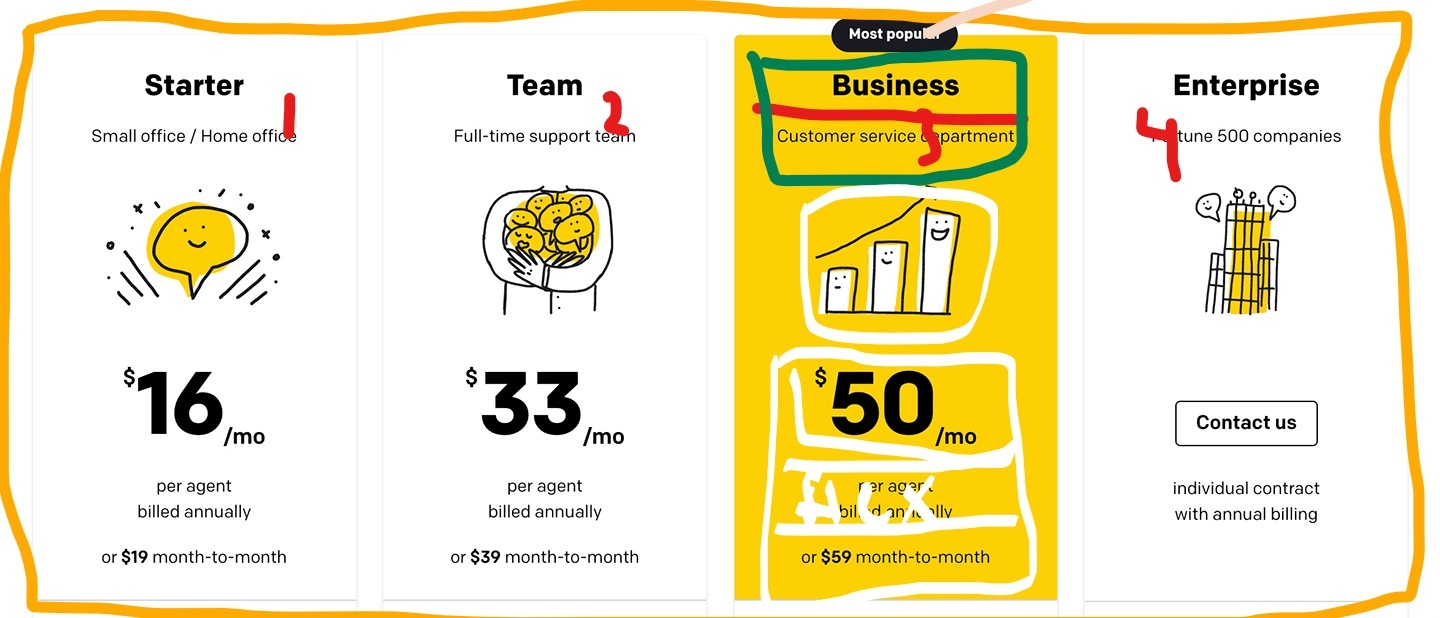 Most popular
Starter
1
Small office / Home office
$16/mo
per agent
billed annually
or $19 month-to-month
Team
2
Full-time support team
$33/mo
per agent
billed annually
or $39 month-to-month
Business
Customer service department
$50/mo
per agent
billed annually
or $59 month-to-month
Enterprise
4
Fortune 500 companies
Contact us
individual contract
with annual billing